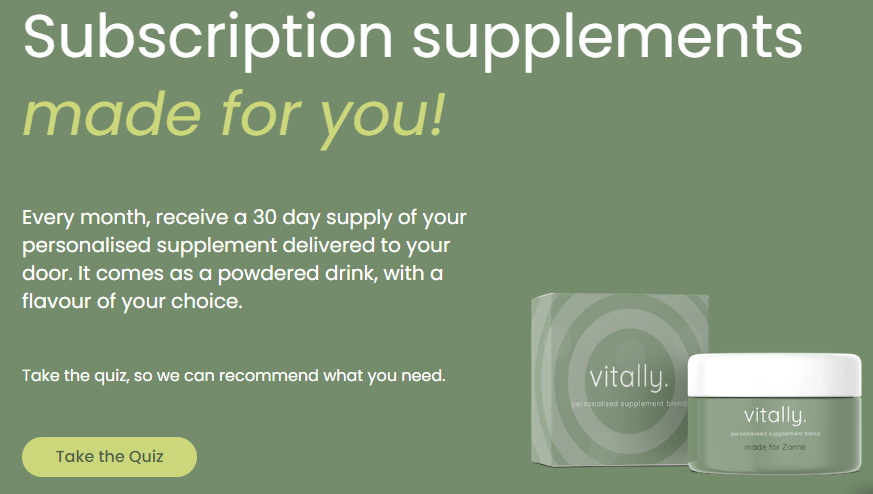 Subscription supplements
made for you!
Every month, receive a 30 day supply of your
personalised supplement delivered to your
door. It comes as a powdered drink, with a
flavour of your choice.
Take the quiz, so we can recommend what you need.
Take the Quiz
vitally.
personalised supplement blend
vitally.
personalised supplement blend
made for Zanne